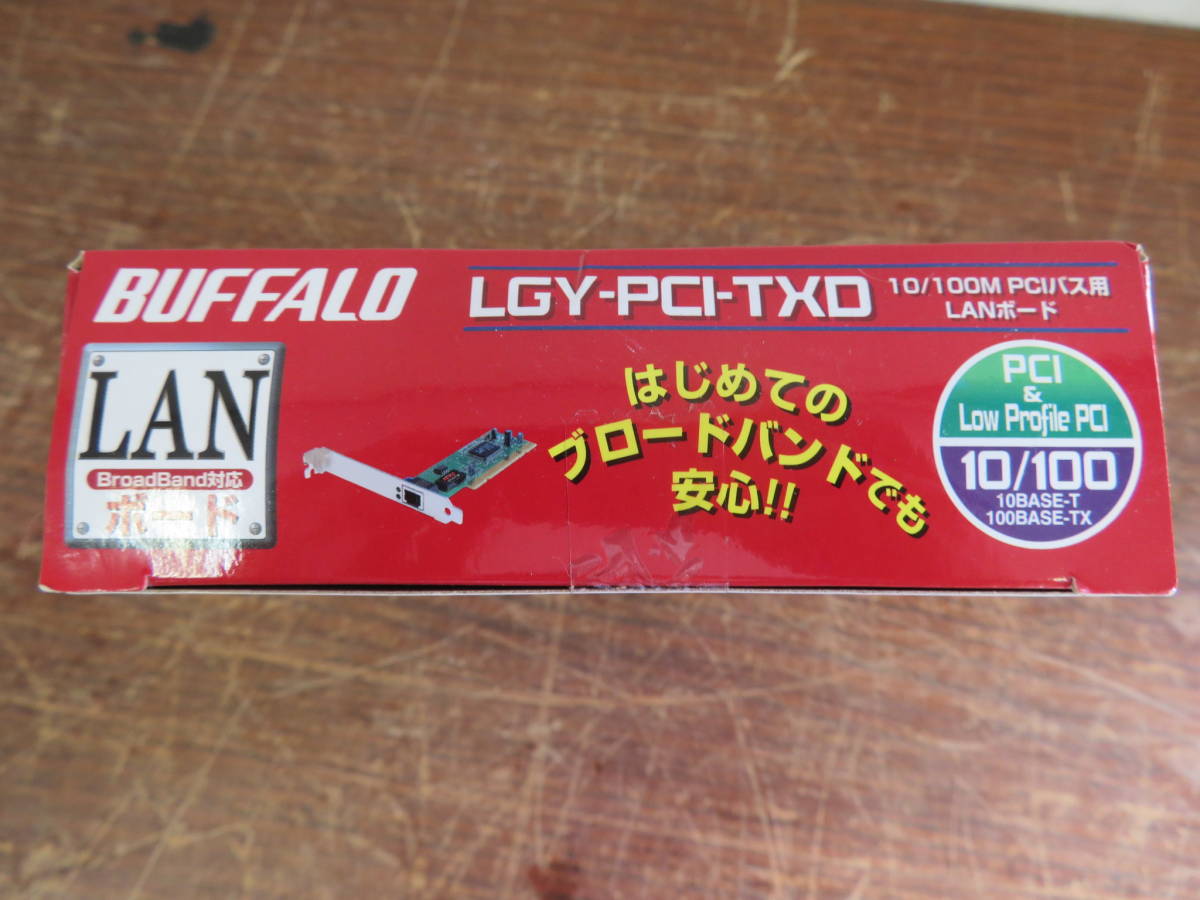 BUFFALO
LGY-PCI-TXD
10/100M PCIバス用
LANボード
LAN
BroadBand対応
ボード
はじめての
ブロードバンドでも
安心!!
PCI
&
Low Profile PCI
10/100
10BASE-T
100BASE-TX